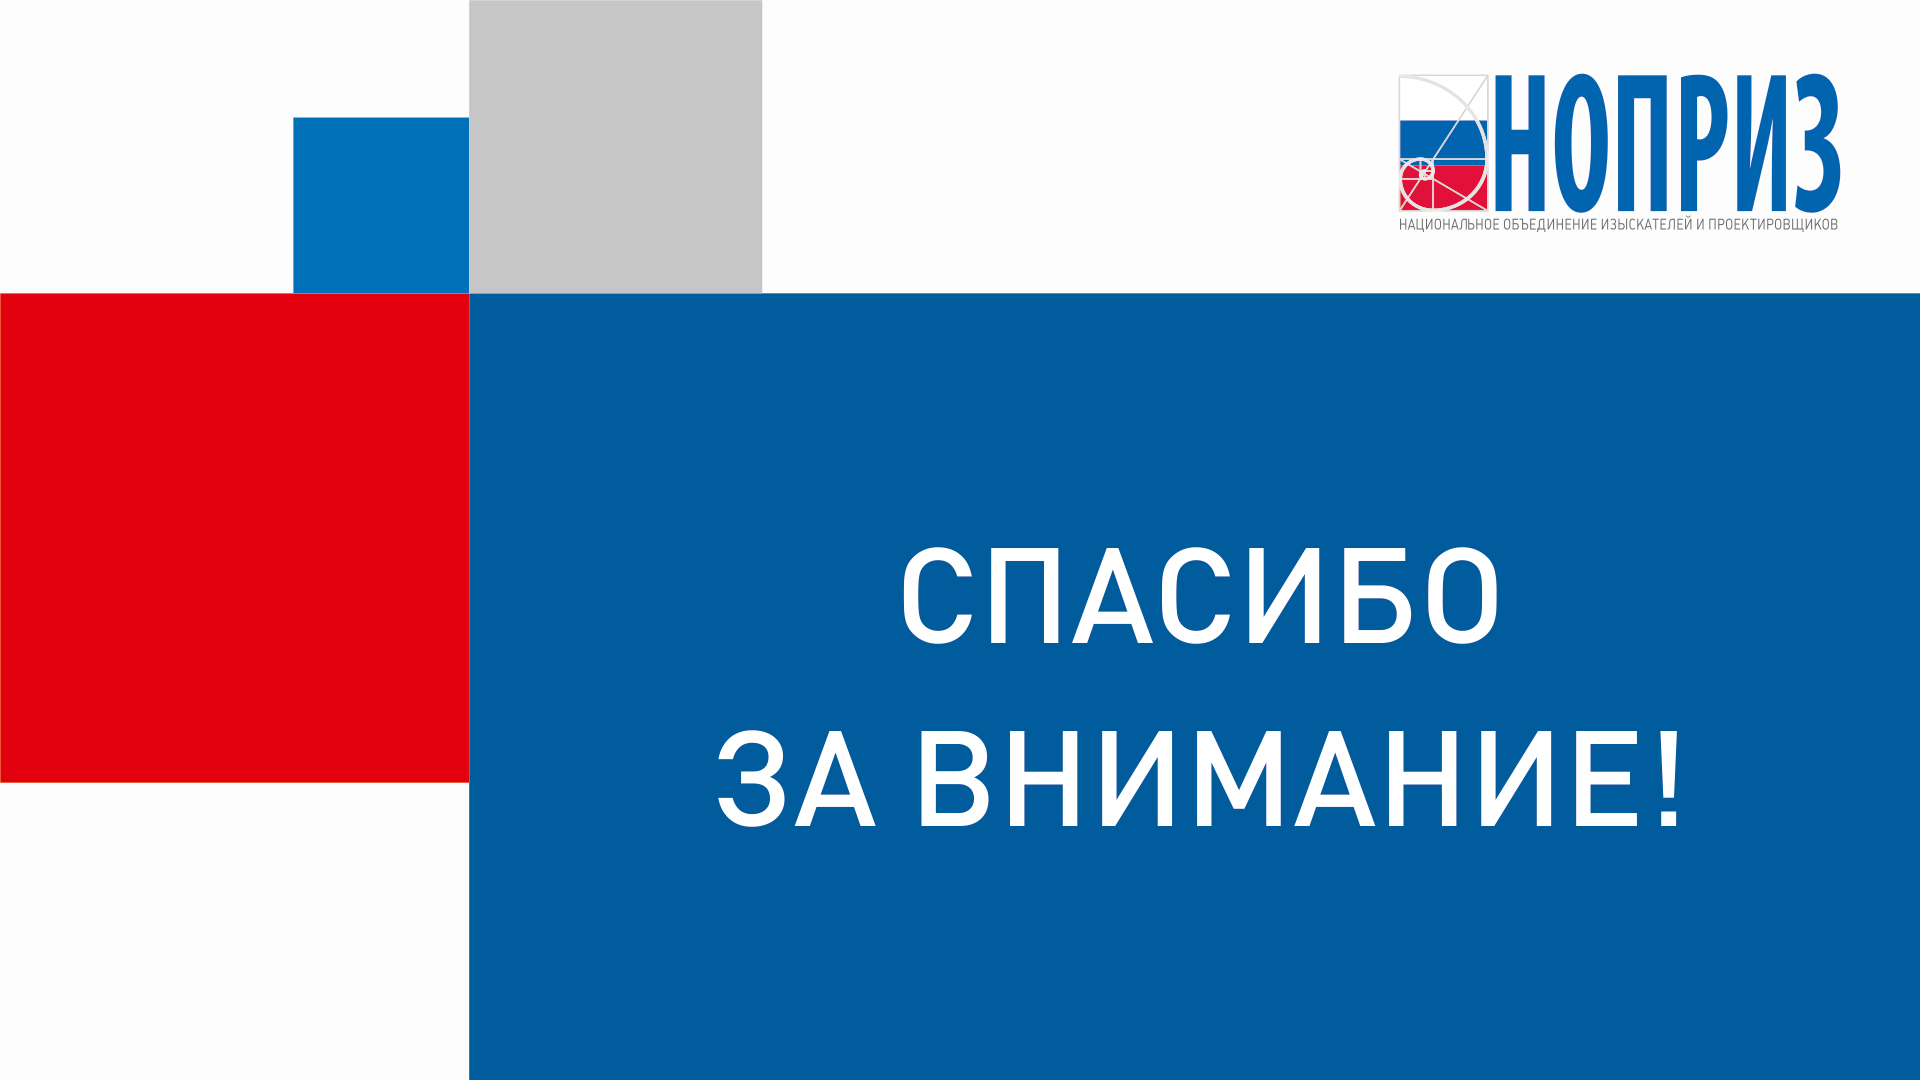 НОПРИЗ
НАЦИОНАЛЬНОЕ ОБЪЕДИНЕНИЕ ИЗЫСКАТЕЛЕЙ И ПРОЕКТИРОВЩИКОВ
СПАСИБО
ЗА ВНИМАНИЕ!